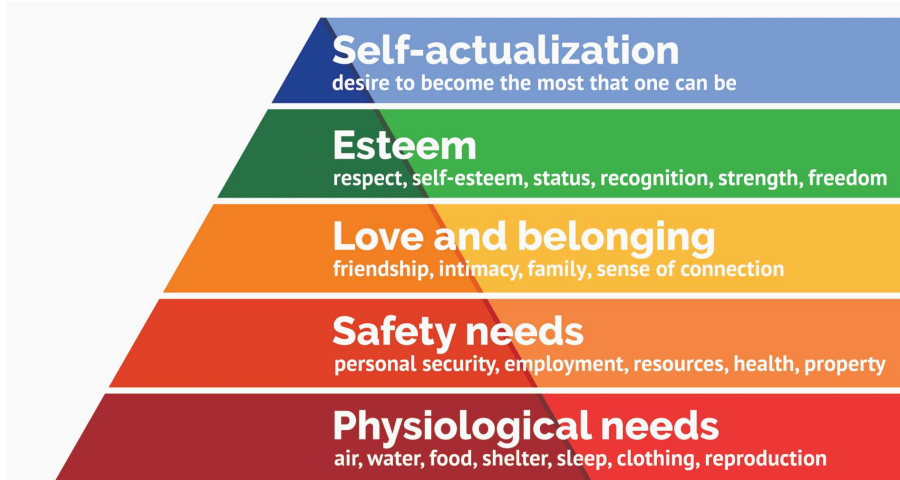 Self-actualization
desire to become the most that one can be
Esteem
respect, self-esteem, status, recognition, strength, freedom
Love and belonging
friendship, intimacy, family, sense of connection
Safety needs
personal security, employment, resources, health, property
Physiological needs
air, water, food, shelter, sleep, clothing, reproduction